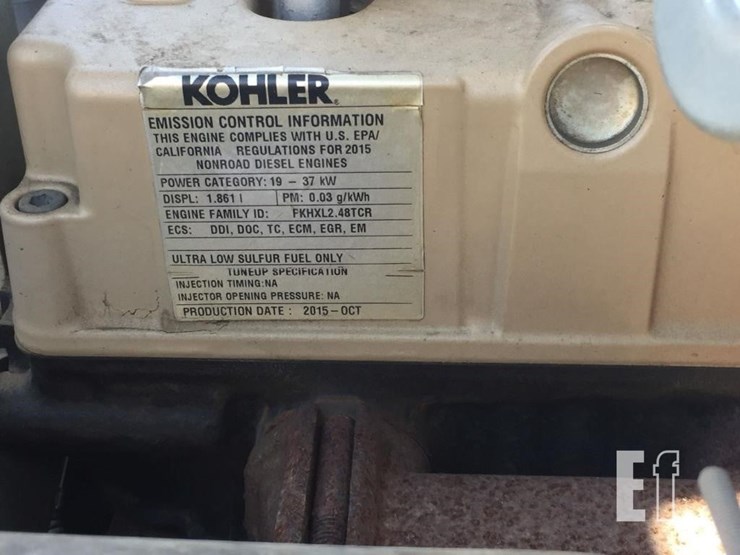 KOHLER®
EMISSION CONTROL INFORMATION
THIS ENGINE COMPLIES WITH U.S. EPA/
CALIFORNIA REGULATIONS FOR 2015
NONROAD DIESEL ENGINES
POWER CATEGORY: 19 – 37 kW
DISPL: 1.861 l PM: 0.03 g/kWh
ENGINE FAMILY ID: FKHXL2.48TCR
ECS: DDI, DOC, TC, ECM, EGR, EM
ULTRA LOW SULFUR FUEL ONLY
TUNEUP SPECIFICATION
INJECTION TIMING:NA
INJECTOR OPENING PRESSURE: NA
PRODUCTION DATE : 2015–OCT
Ef